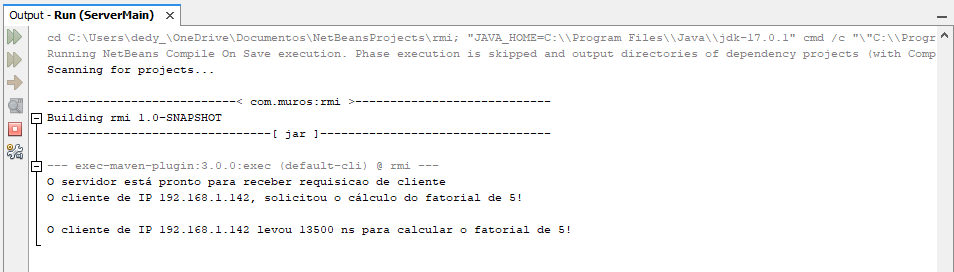 Output - Run (ServerMain) ×
cd C:\Users\dedy_\OneDrive\Documentos\NetBeansProjects\rmi; "JAVA_HOME=C:\\Program Files\\Java\\jdk-17.0.1" cmd /c "\"C:\\Progr
Running NetBeans Compile On Save execution. Phase execution is skipped and output directories of dependency projects (with Comp
Scanning for projects...
---------------------------< com.muros:rmi >----------------------------
Building rmi 1.0-SNAPSHOT
--------------------------------[ jar ]---------------------------------
--- exec-maven-plugin:3.0.0:exec (default-cli) @ rmi ---
O servidor está pronto para receber requisicao de cliente
O cliente de IP 192.168.1.142, solicitou o cálculo do fatorial de 5!
O cliente de IP 192.168.1.142 levou 13500 ns para calcular o fatorial de 5!